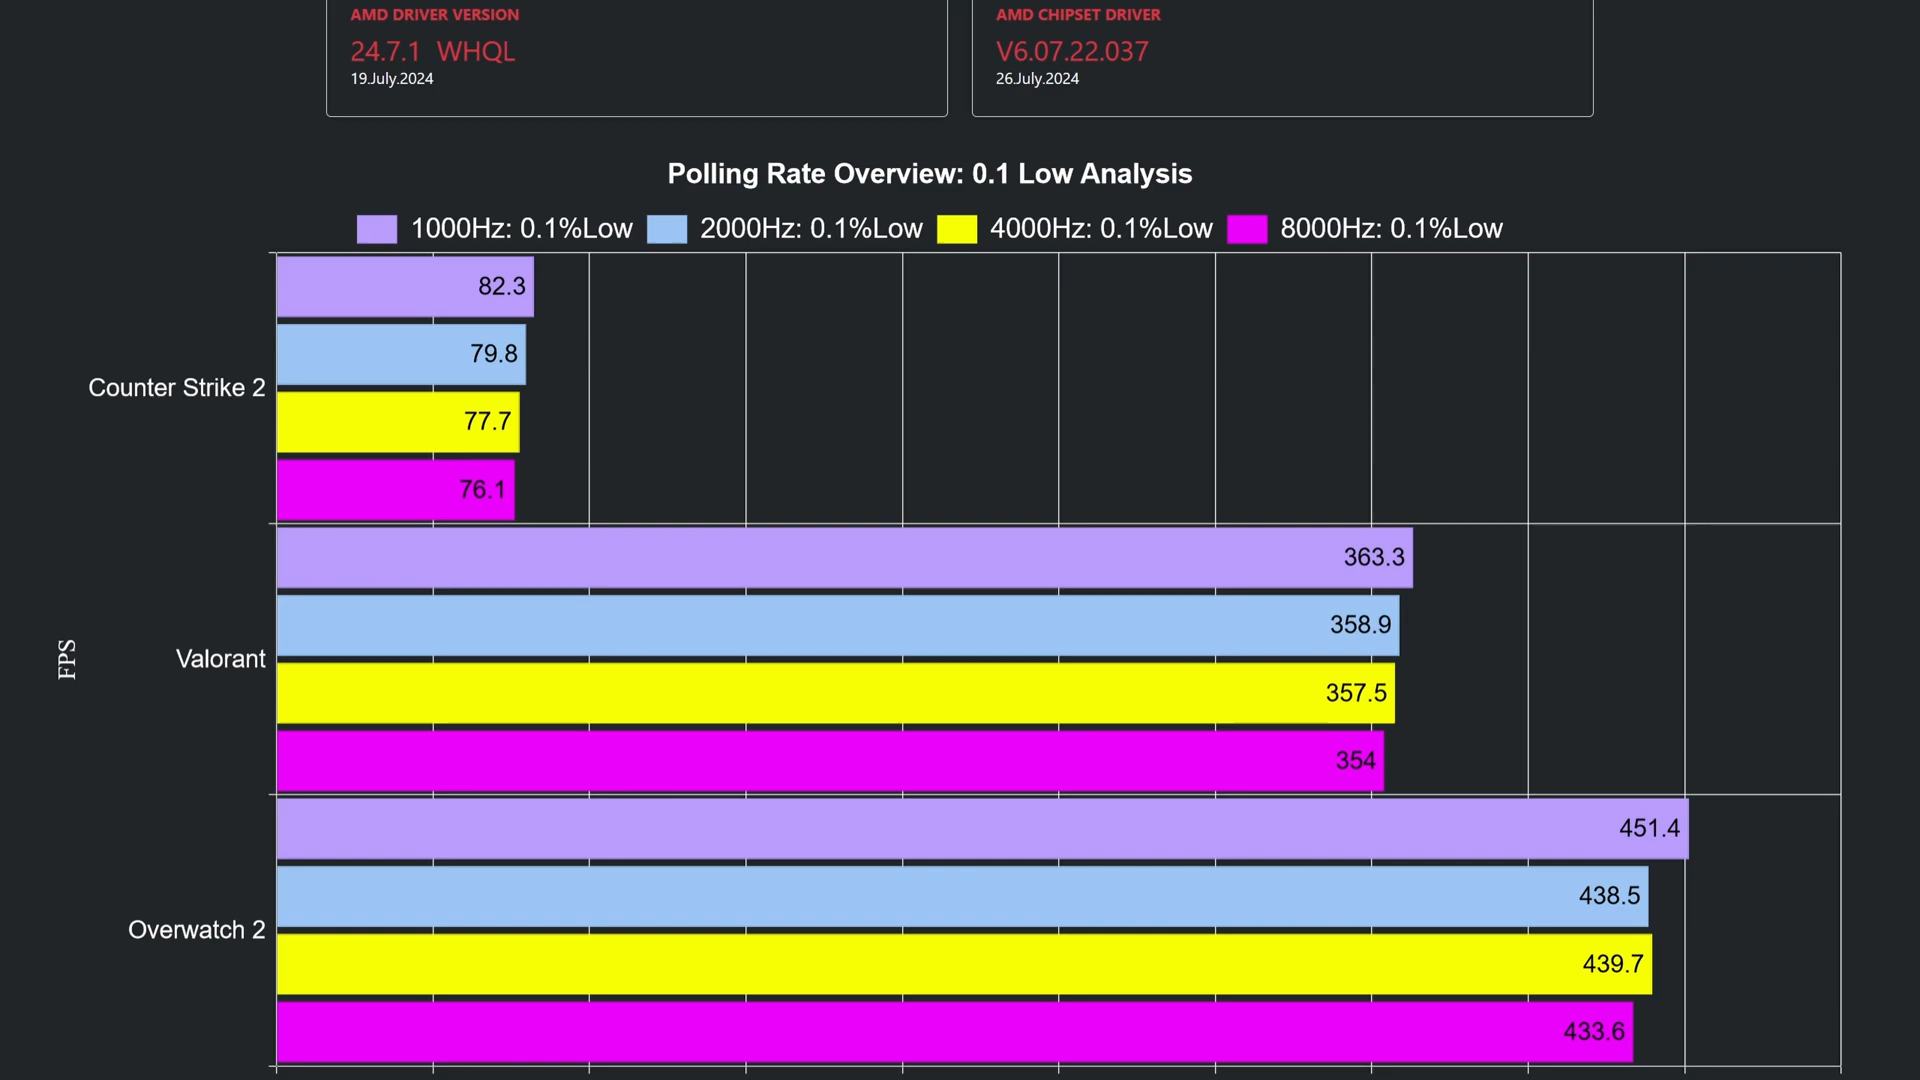 AMD DRIVER VERSION
24.7.1 WHQL
19.July.2024
AMD CHIPSET DRIVER
V6.07.22.037
26.July.2024
Polling Rate Overview: 0.1 Low Analysis
1000Hz: 0.1%Low 2000Hz: 0.1%Low 4000Hz: 0.1%Low 8000Hz: 0.1%Low
FPS
Counter Strike 2
82.3
79.8
77.7
76.1
Valorant
363.3
358.9
357.5
354
Overwatch 2
451.4
438.5
439.7
433.6